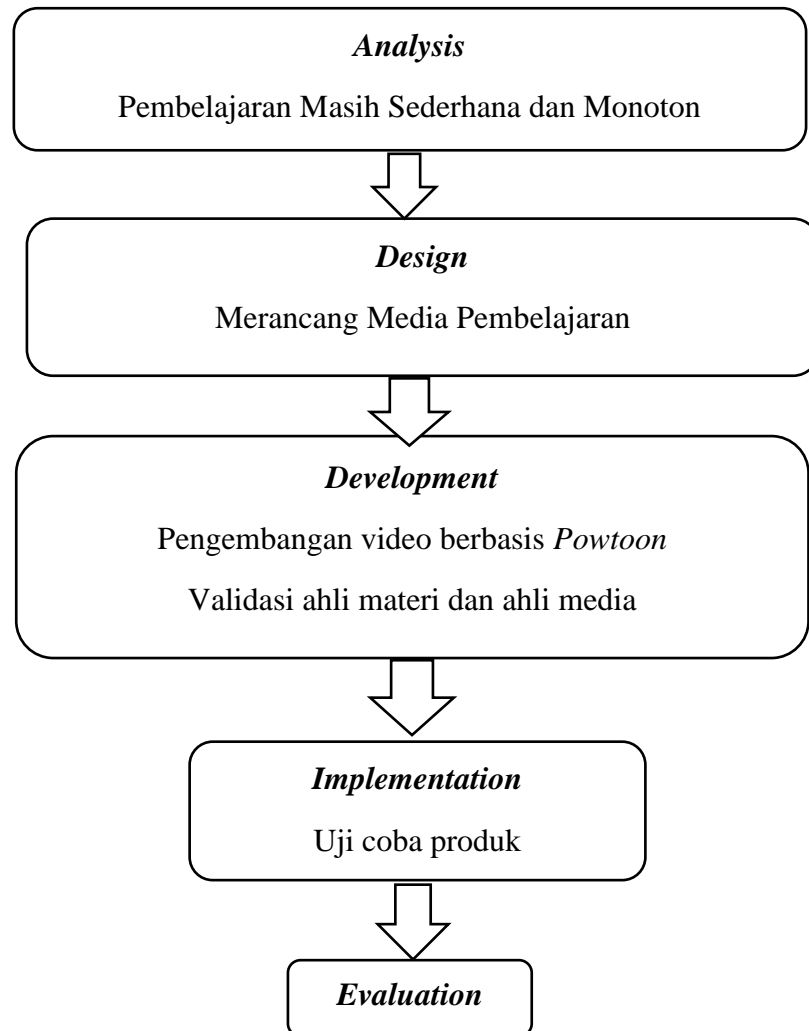 Analysis
Pembelajaran Masih Sederhana dan Monoton
Design
Merancang Media Pembelajaran
Development
Pengembangan video berbasis Powtoon
Validasi ahli materi dan ahli media
Implementation
Uji coba produk
Evaluation